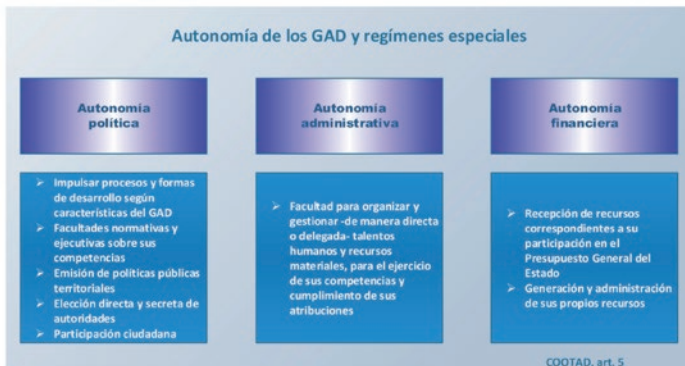 Autonomía de los GAD y regímenes especiales
Autonomía
política
➢ Impulsar procesos y formas
de desarrollo según
características del GAD
➢ Facultades normativas y
ejecutivas sobre sus
competencias
➢ Emisión de políticas públicas
territoriales
➢ Elección directa y secreta de
autoridades
➢ Participación ciudadana
Autonomía
administrativa
➢ Facultad para organizar y
gestionar -de manera directa
o delegada- talentos
humanos y recursos
materiales, para el ejercicio
de sus competencias y
cumplimiento de sus
atribuciones
Autonomía
financiera
➢ Recepción de recursos
correspondientes a su
participación en el
Presupuesto General del
Estado
➢ Generación y administración
de sus propios recursos
COOTAD, art. 5